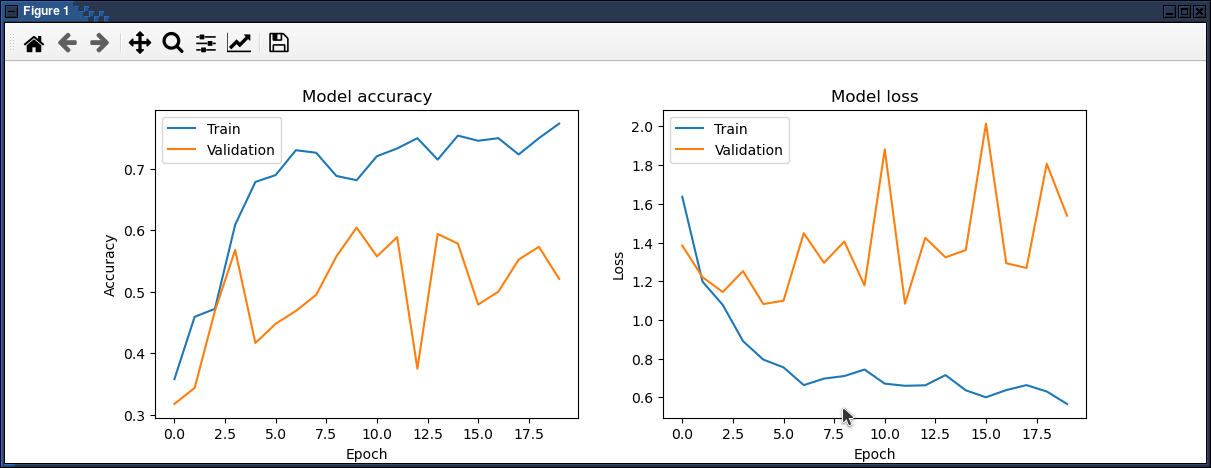 Figure 1
Model accuracy
Train
Validation
0.7
0.6
0.5
0.4
0.3
Accuracy
0.0 2.5 5.0 7.5 10.0 12.5 15.0 17.5
Epoch
Model loss
Train
Validation
2.0
1.8
1.6
1.4
1.2
1.0
0.8
0.6
Loss
0.0 2.5 5.0 7.5 10.0 12.5 15.0 17.5
Epoch